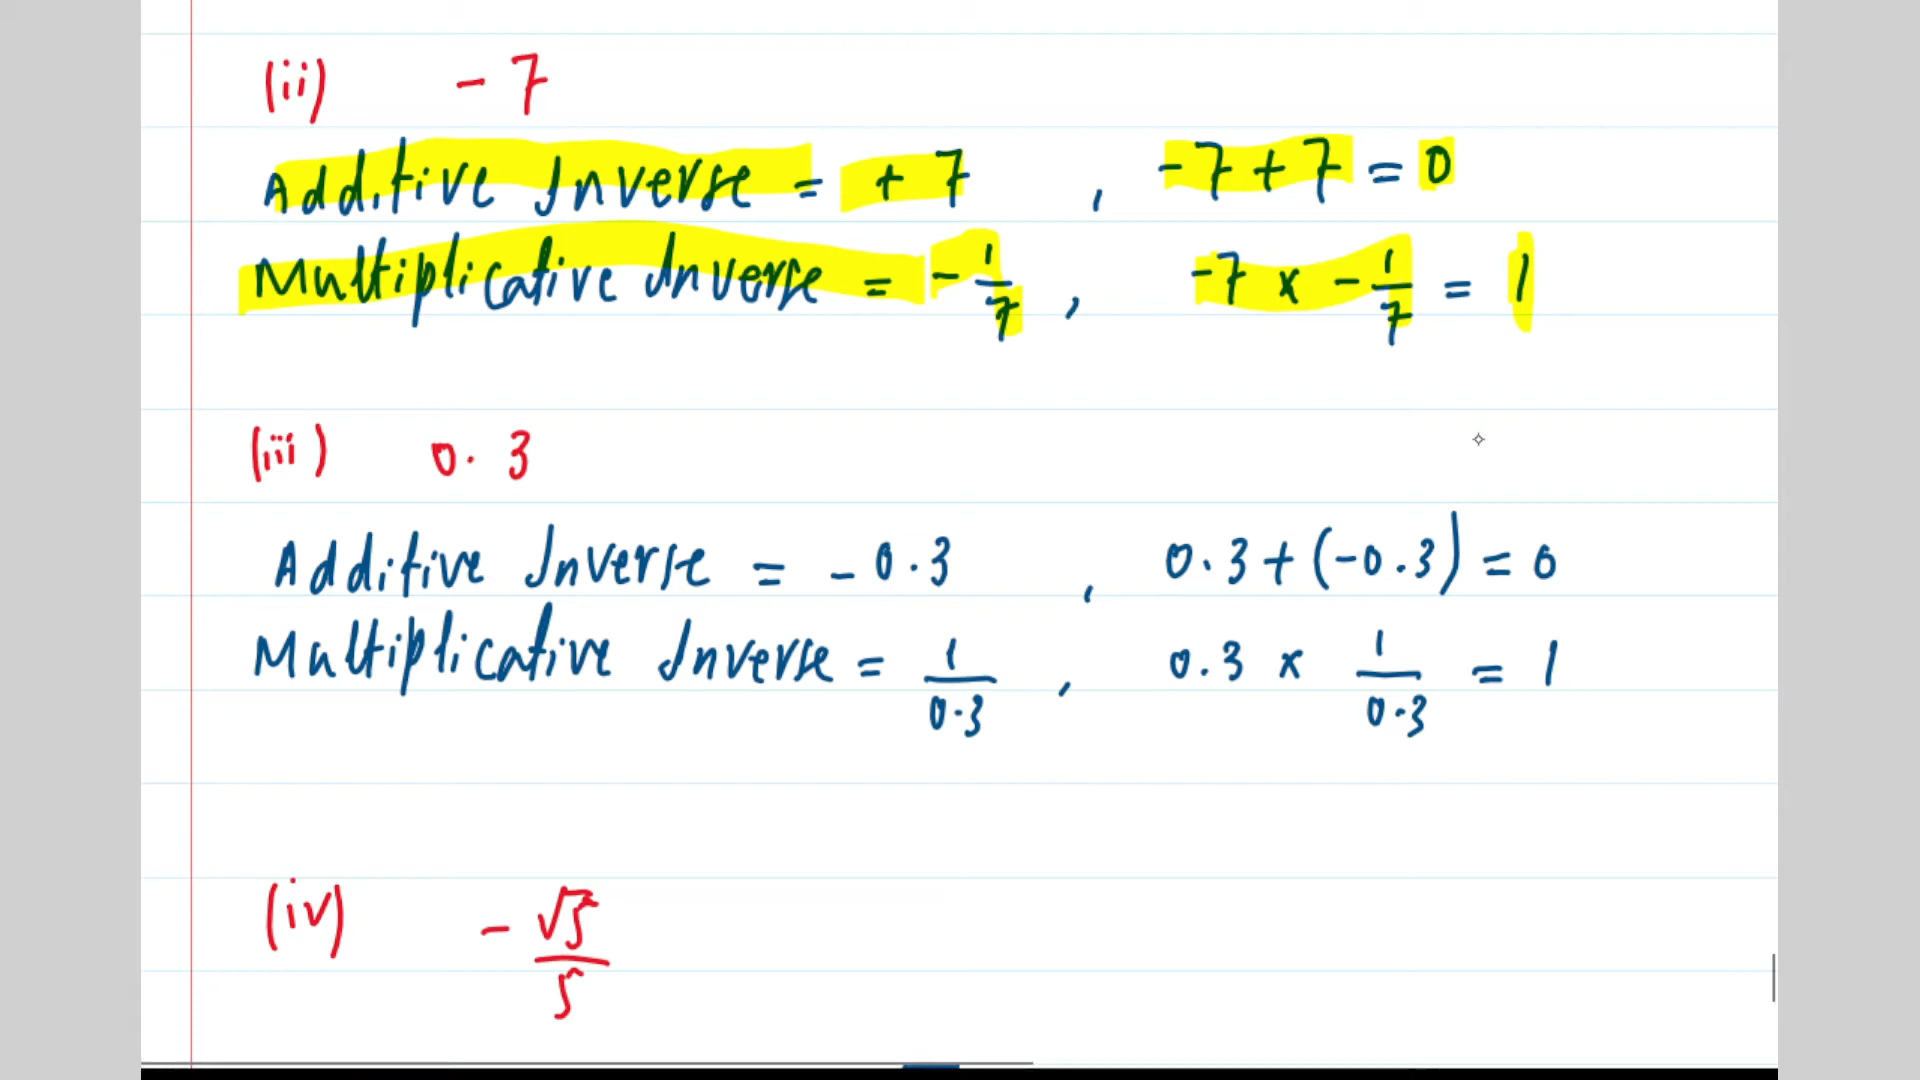 (ii) -7
Additive Inverse = +7 , -7+7 = 0
Multiplicative Inverse = -1/7 , -7 x -1/7 = 1
(iii) 0.3
Additive Inverse = -0.3 , 0.3+(-0.3) = 0
Multiplicative Inverse = 1/0.3 , 0.3 x 1/0.3 = 1
(iv) -√5/5